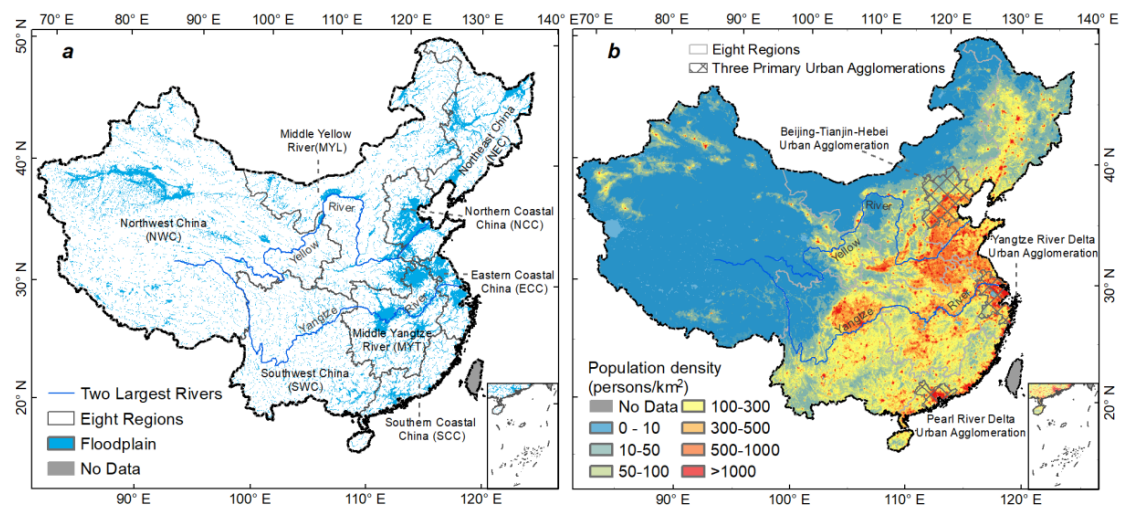 70° E 80° E 90° E 100° E 110° E 120° E 130° E 140° E
50° N
40° N
30° N
20° N
a
Middle Yellow
River(MYL)
Northeast China
(NEC)
River
Northwest China
(NWC)
Yellow
Northern Coastal
China (NCC)
Eastern Coastal
China (ECC)
Yangtze
River
Middle Yangtze
River (MYT)
Southwest China
(SWC)
Southern Coastal
China (SCC)
Two Largest Rivers
Eight Regions
Floodplain
No Data
90° E 100° E 110° E 120° E
70° E 80° E 90° E 100° E 110° E 120° E 130° E 140° E
b
Eight Regions
Three Primary Urban Agglomerations
Beijing-Tianjin-Hebei
Urban Agglomeration
River
Yellow
Yangtze River Delta
Urban Agglomeration
River
Yangtze
Pearl River Delta
Urban Agglomeration
Population density
(persons/km²)
No Data
0 - 10
10-50
50-100
100-300
300-500
500-1000
>1000
40° N
30° N
20° N
90° E 100° E 110° E 120° E